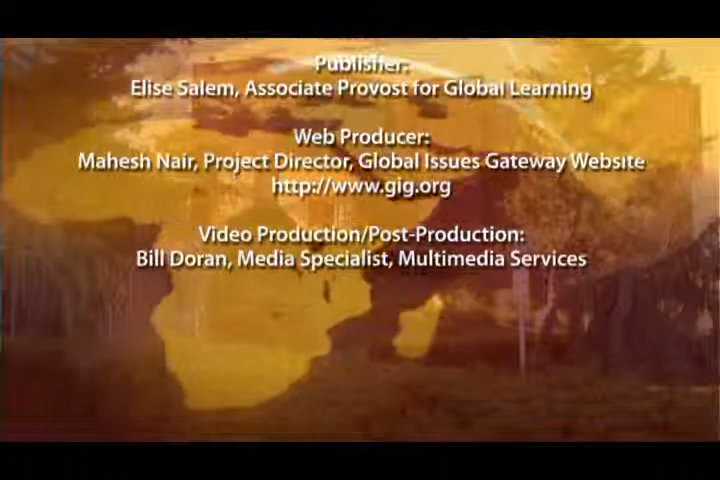 Publisher:
Elise Salem, Associate Provost for Global Learning
Web Producer:
Mahesh Nair, Project Director, Global Issues Gateway Website
http://www.gig.org
Video Production/Post-Production:
Bill Doran, Media Specialist, Multimedia Services